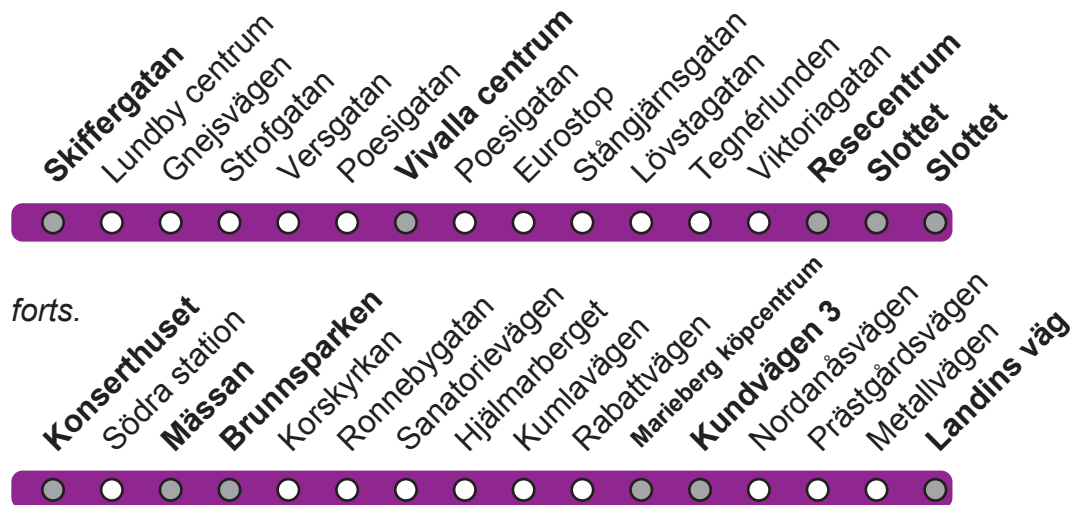 Skiffergatan
Lundby centrum
Gnejsvägen
Strofgatan
Versgatan
Poesigatan
Vivalla centrum
Poesigatan
Eurostop
Stångjärnsgatan
Lövstagatan
Tegnérlunden
Viktoriagatan
Resecentrum
Slottet
Slottet
forts.
Konserthuset
Södra station
Mässan
Brunnsparken
Korskyrkan
Ronnebygatan
Sanatorievägen
Hjälmarberget
Kumlavägen
Rabattvägen
Marieberg köpcentrum
Kundvägen 3
Nordanåsvägen
Prästgårdsvägen
Metallvägen
Landins väg